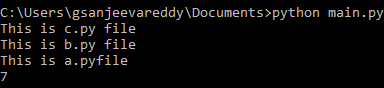 C:\Users\gsanjeevareddy\Documents>python main.py
This is c.py file
This is b.py file
This is a.pyfile
7